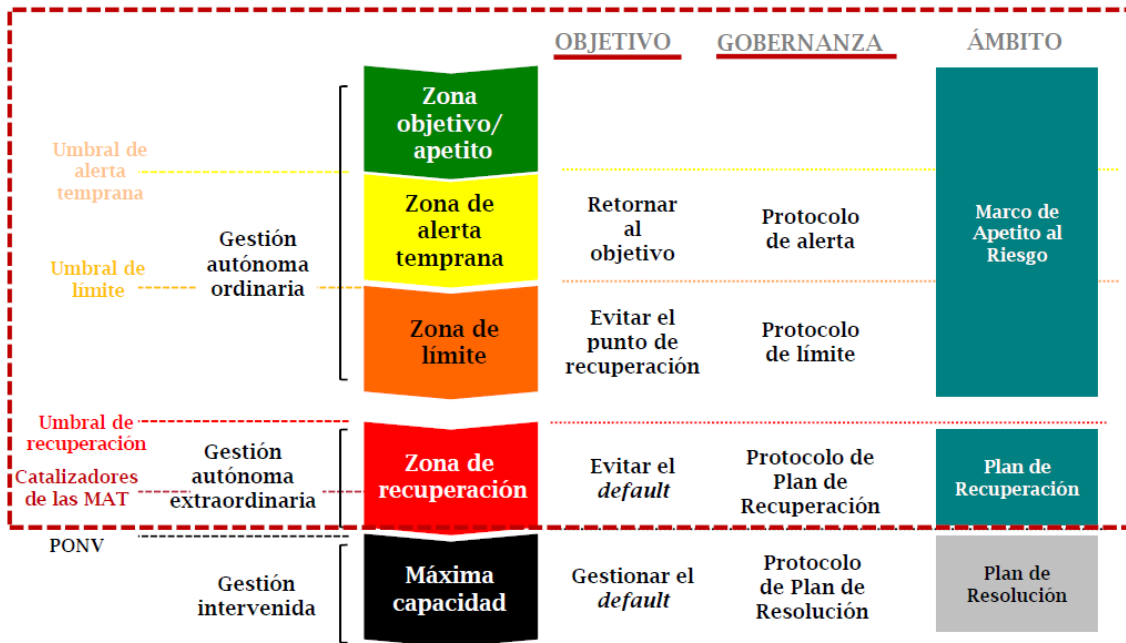 OBJETIVO
GOBERNANZA
ÁMBITO
Zona
objetivo/
apetito
Umbral de
alerta
temprana
Zona de
alerta
temprana
Retornar
al
objetivo
Protocolo
de alerta
Marco de
Apetito al
Riesgo
Gestión
autónoma
ordinaria
Umbral de
límite
Zona de
límite
Evitar el
punto de
recuperación
Protocolo
de límite
Umbral de
recuperación
Catalizadores
de las MAT
Gestión
autónoma
extraordinaria
Zona de
recuperación
Evitar el
default
Protocolo de
Plan de
Recuperación
Plan de
Recuperación
PONV
Gestión
intervenida
Máxima
capacidad
Gestionar el
default
Protocolo
de Plan de
Resolución
Plan de
Resolución